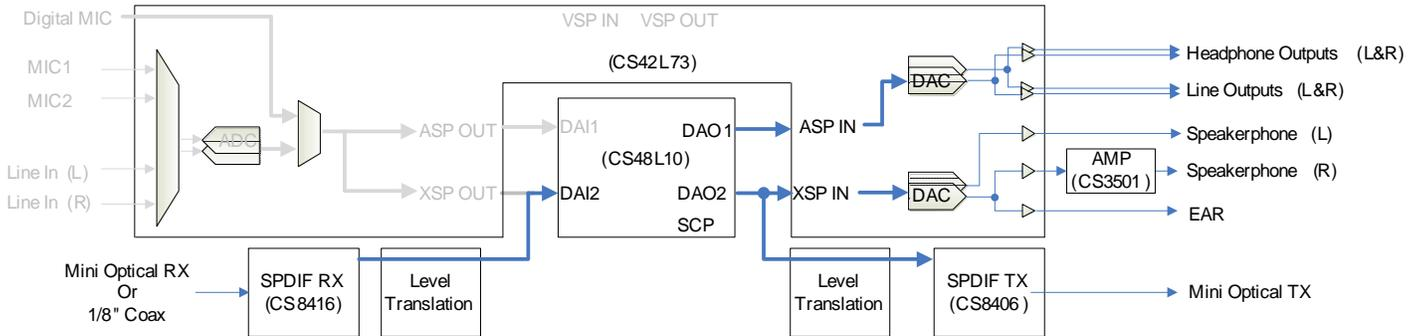 Digital MIC
VSP IN VSP OUT
(CS42L73)
Headphone Outputs (L&R)
MIC1
DAC
Line Outputs (L&R)
MIC2
ASP OUT
DAI1
DAO1
ASP IN
Speakerphone (L)
ADC
(CS48L10)
AMP
(CS3501)
Speakerphone (R)
Line In (L)
XSP OUT
DAI2
DAO2
XSP IN
DAC
Line In (R)
SCP
EAR
Mini Optical RX
Or
1/8" Coax
SPDIF RX
(CS8416)
Level
Translation
Level
Translation
SPDIF TX
(CS8406)
Mini Optical TX